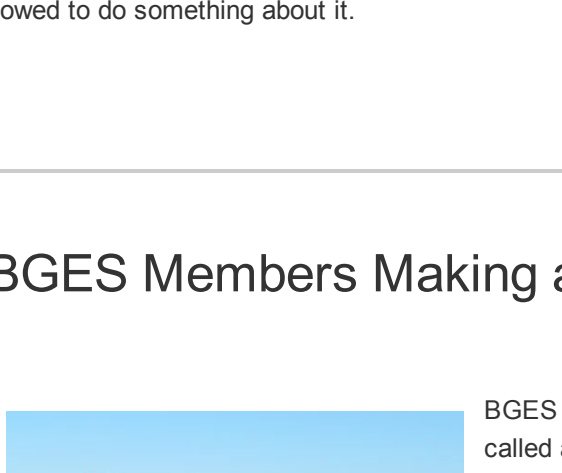 owed to do something about it.
BGES Members Making a
BGES
called a